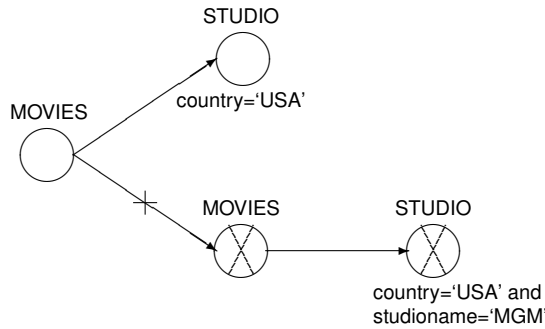 STUDIO
country=‘USA’
MOVIES
MOVIES
STUDIO
country=‘USA’ and
studioname=‘MGM’